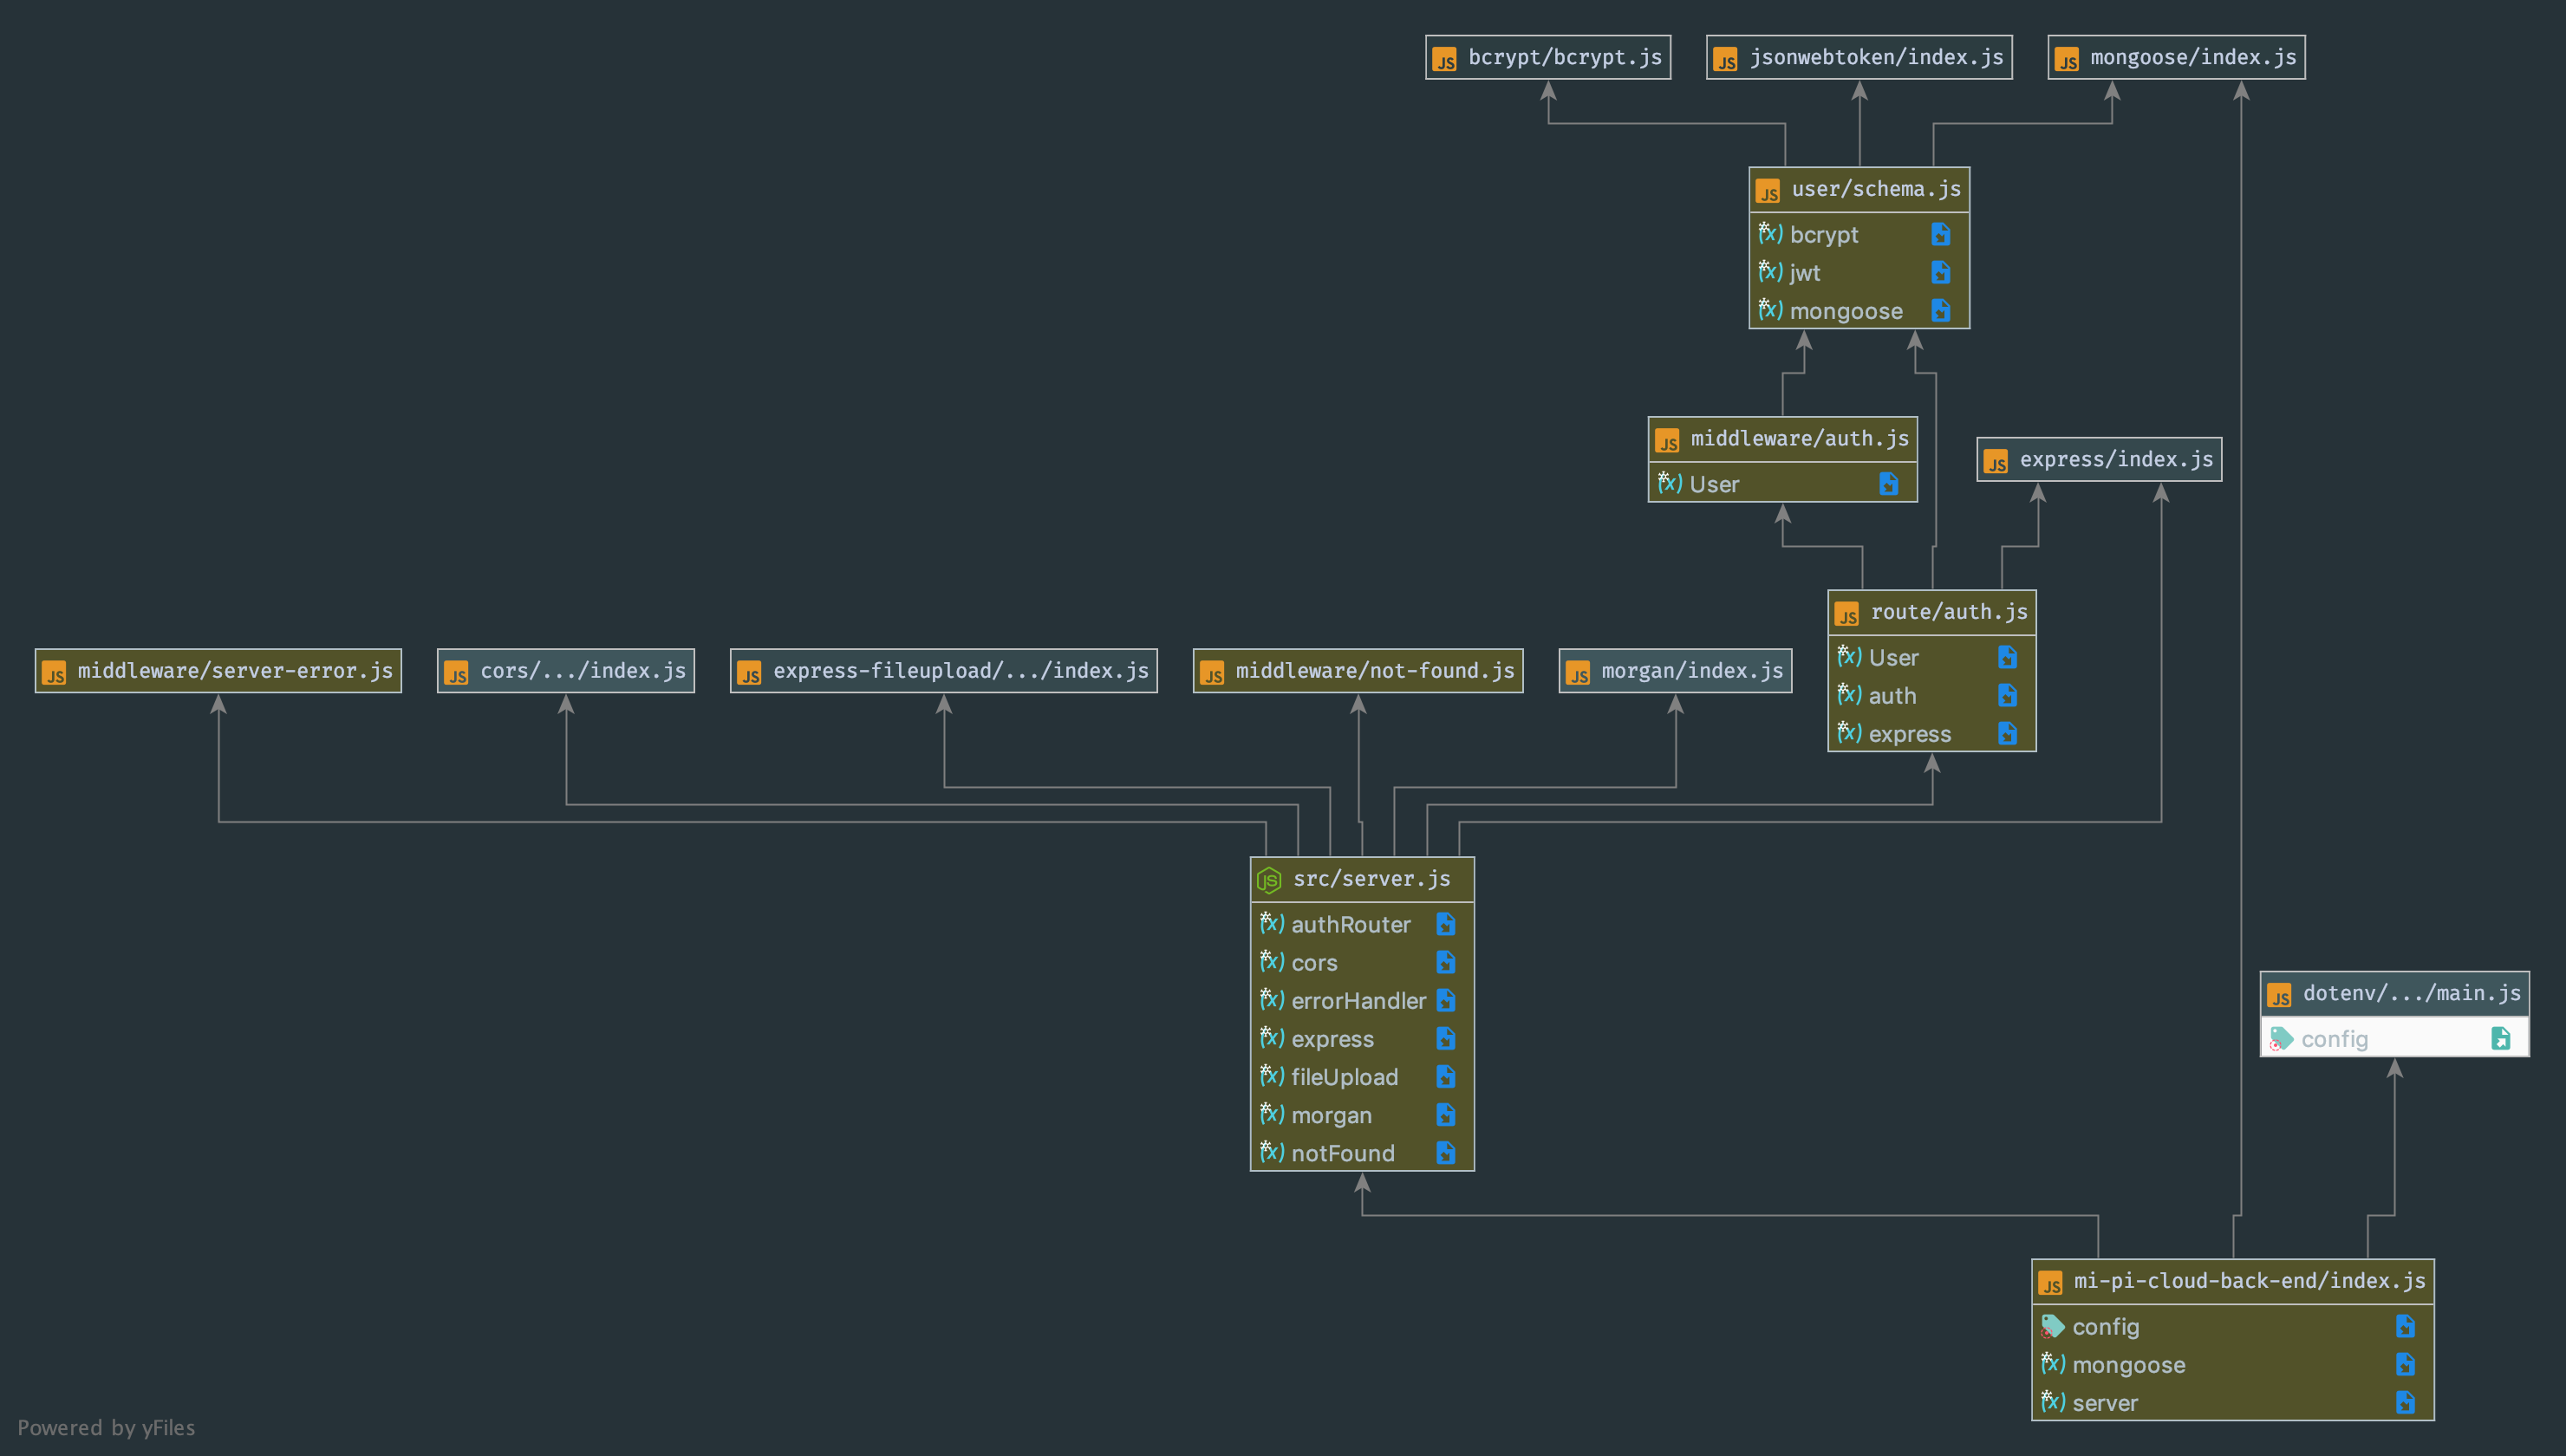 bcrypt/bcrypt.js
jsonwebtoken/index.js
mongoose/index.js
user/schema.js
bcrypt
jwt
mongoose
middleware/auth.js
User
express/index.js
route/auth.js
User
auth
express
middleware/server-error.js
cors/.../index.js
express-fileupload/.../index.js
middleware/not-found.js
morgan/index.js
src/server.js
authRouter
cors
errorHandler
express
fileUpload
morgan
notFound
dotenv/.../main.js
config
mi-pi-cloud-back-end/index.js
config
mongoose
server
Powered by yFiles